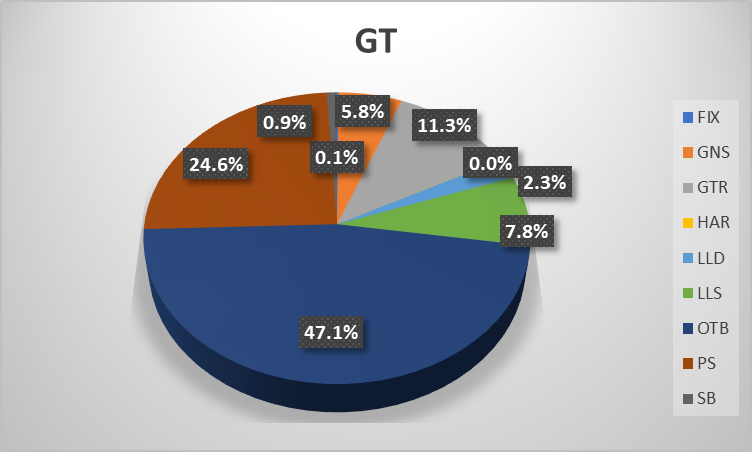 GT
5.8%
11.3%
0.9%
0.1%
0.0%
24.6%
2.3%
7.8%
47.1%
FIX
GNS
GTR
HAR
LLD
LLS
OTB
PS
SB